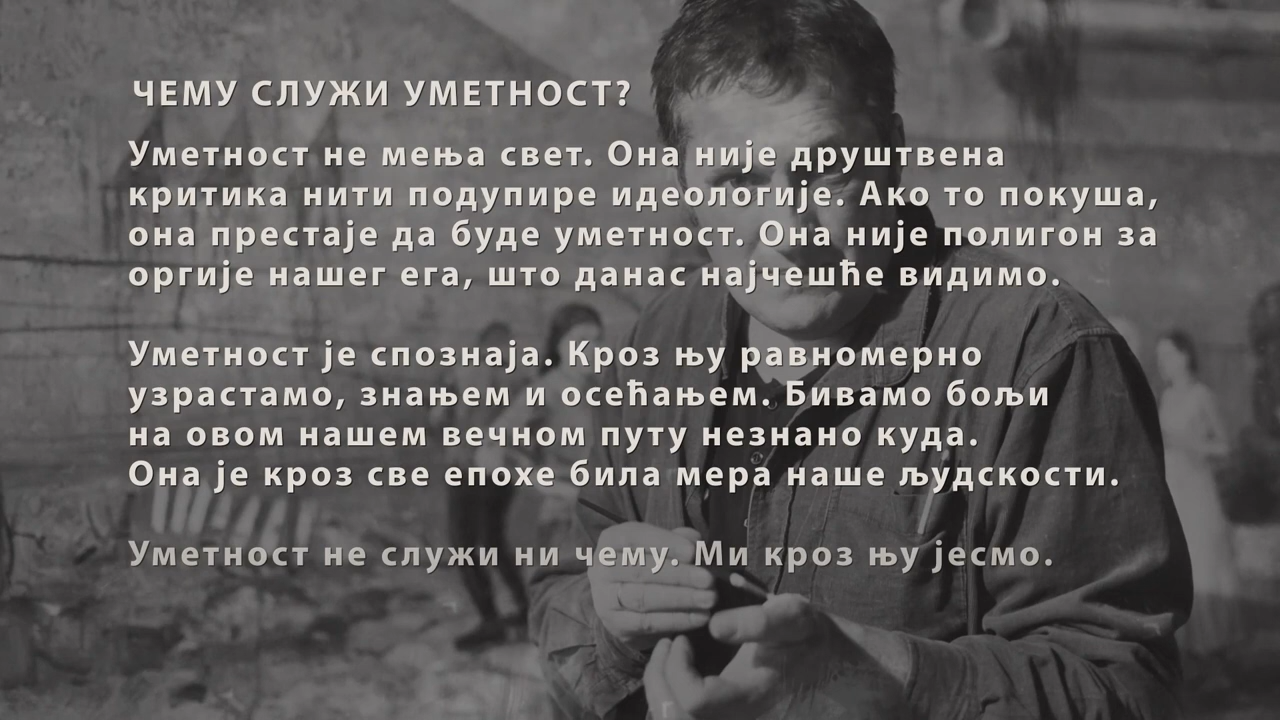 ЧЕМУ СЛУЖИ УМЕТНОСТ?
Уметност не мења свет. Она није друштвена
критика нити подупире идеологије. Ако то покуша,
она престаје да буде уметност. Она није полигон за
оргије нашег ега, што данас најчешће видимо.
Уметност је спознаја. Кроз њу равномерно
узрастамо, знањем и осећањем. Бивамо бољи
на овом нашем вечном путу незнано куда.
Она је кроз све епохе била мера наше људскости.
Уметност не служи ни чему. Ми кроз њу јесмо.